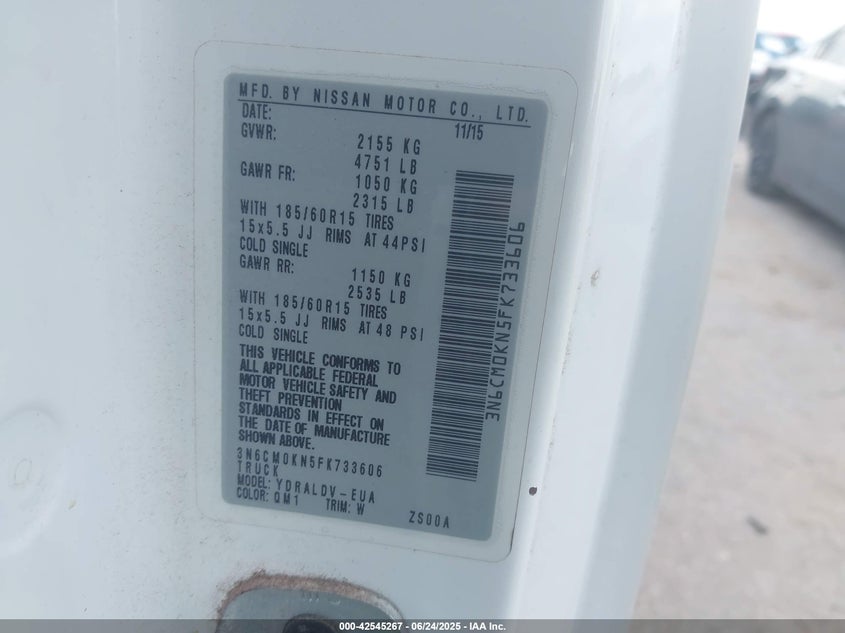 MFD. BY NISSAN MOTOR CO., LTD.
DATE: 11/15
GVWR: 2155 KG
4751 LB
GAWR FR: 1050 KG
2315 LB
WITH 185/60R15 TIRES
15x5.5 JJ RIMS AT 44PSI
COLD SINGLE
GAWR RR: 1150 KG
2535 LB
WITH 185/60R15 TIRES
15x5.5 JJ RIMS AT 48 PSI
COLD SINGLE
THIS VEHICLE CONFORMS TO
ALL APPLICABLE FEDERAL
MOTOR VEHICLE SAFETY AND
THEFT PREVENTION
STANDARDS IN EFFECT ON
THE DATE OF MANUFACTURE
SHOWN ABOVE.
3N6CM0KN5FK733606
TRUCK
MODEL: YDRALDV-EUA
COLOR: QM1 TRIM: W ZS00A
3N6CM0KN5FK733606
000-42545267 - 06/24/2025 - IAA Inc.